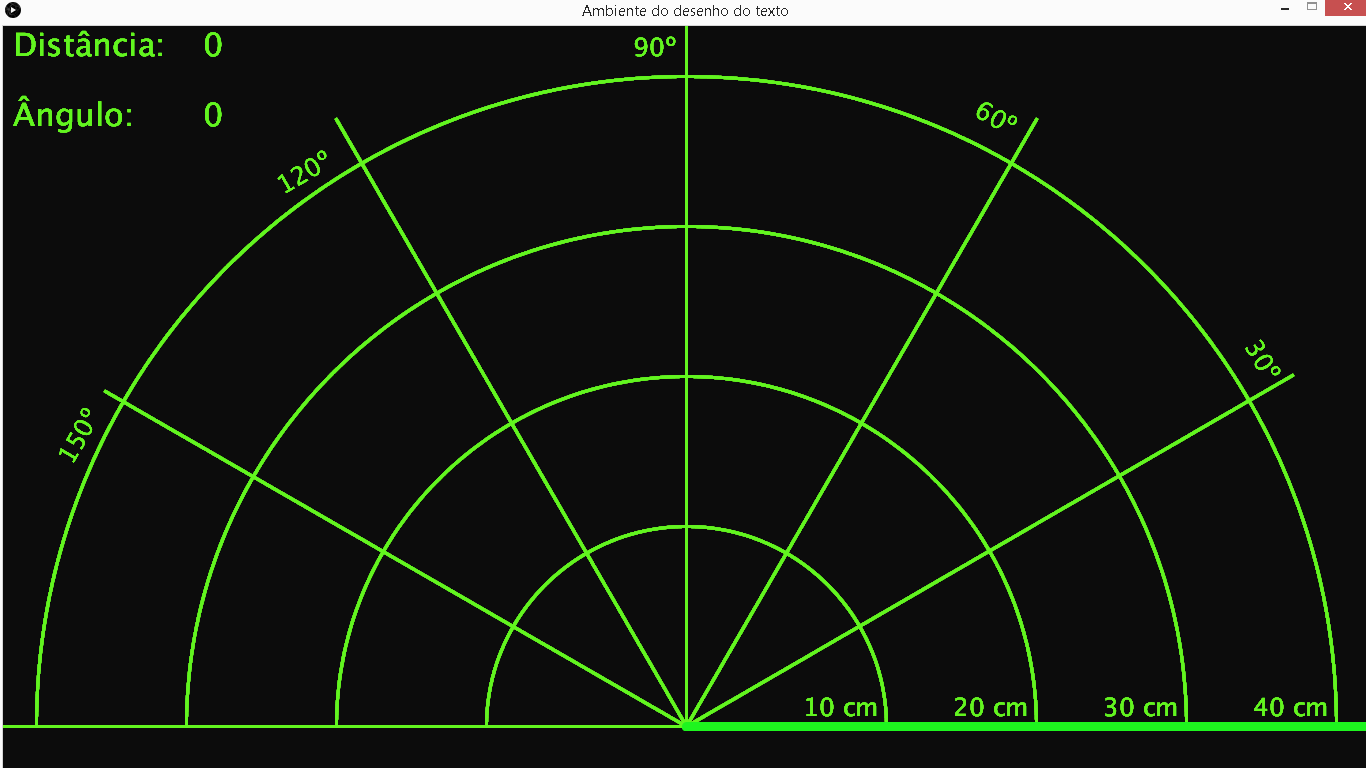 Ambiente do desenho do texto
Distância: 0
90º
Ângulo: 0
60º
120º
30º
150º
10 cm 20 cm 30 cm 40 cm